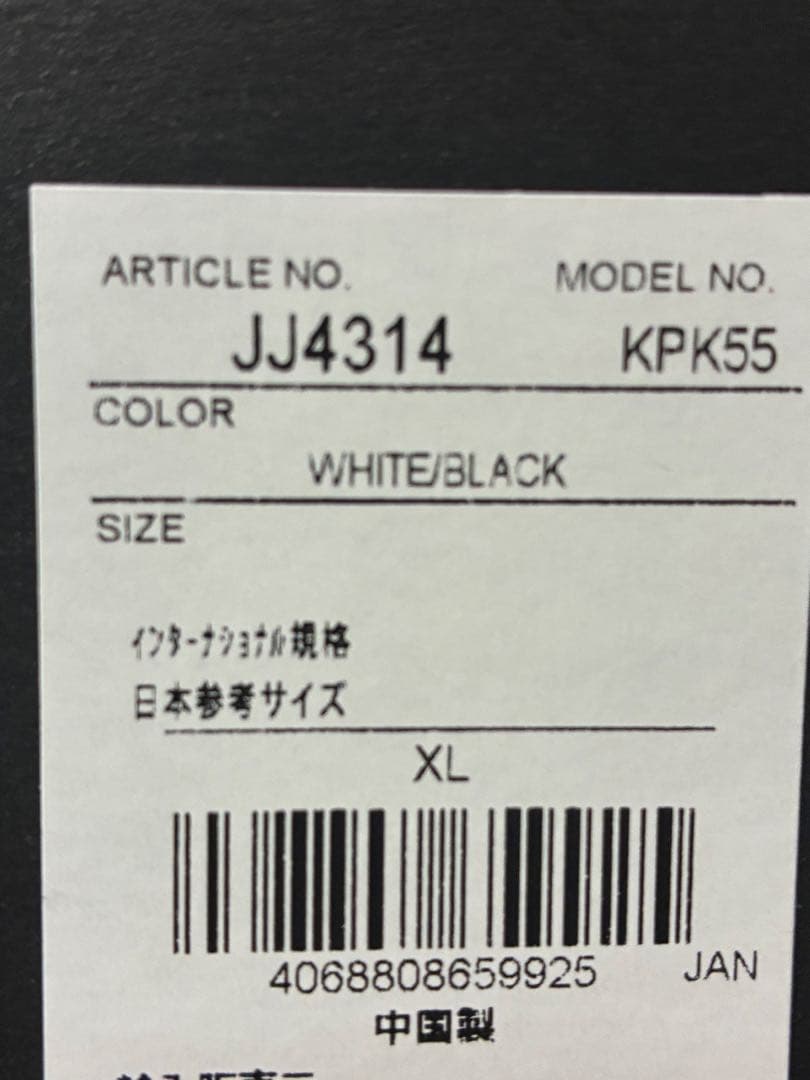 ARTICLE NO. MODEL NO.
JJ4314 KPK55
COLOR
WHITE/BLACK
SIZE
インターナショナル規格
日本参考サイズ
XL
4068808659925 JAN
中国製